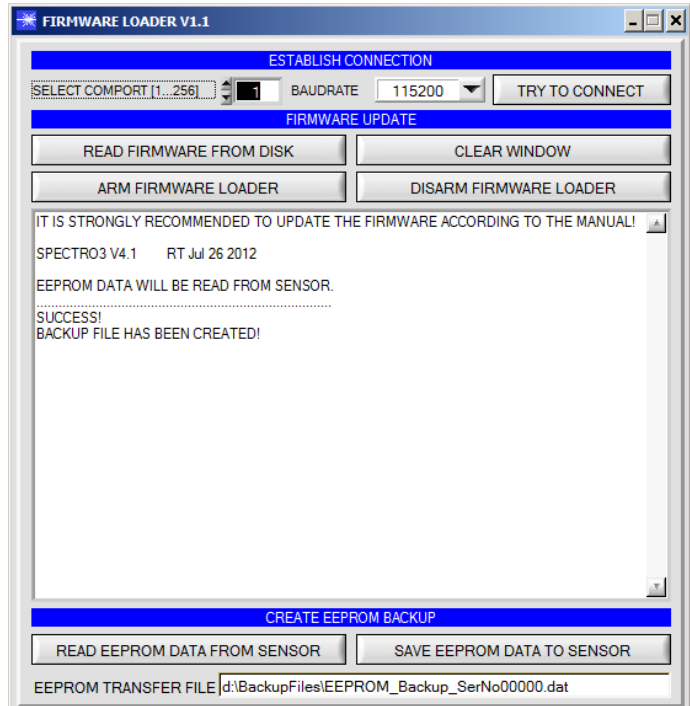 FIRMWARE LOADER V1.1
ESTABLISH CONNECTION
SELECT COMPORT [1...256] 1 BAUDRATE 115200 TRY TO CONNECT
FIRMWARE UPDATE
READ FIRMWARE FROM DISK CLEAR WINDOW
ARM FIRMWARE LOADER DISARM FIRMWARE LOADER
IT IS STRONGLY RECOMMENDED TO UPDATE THE FIRMWARE ACCORDING TO THE MANUAL!
SPECTRO3 V4.1 RT Jul 26 2012
EEPROM DATA WILL BE READ FROM SENSOR.
................................................................................
SUCCESS!
BACKUP FILE HAS BEEN CREATED!
CREATE EEPROM BACKUP
READ EEPROM DATA FROM SENSOR SAVE EEPROM DATA TO SENSOR
EEPROM TRANSFER FILE d:\BackupFiles\EEPROM_Backup_SerNo00000.dat